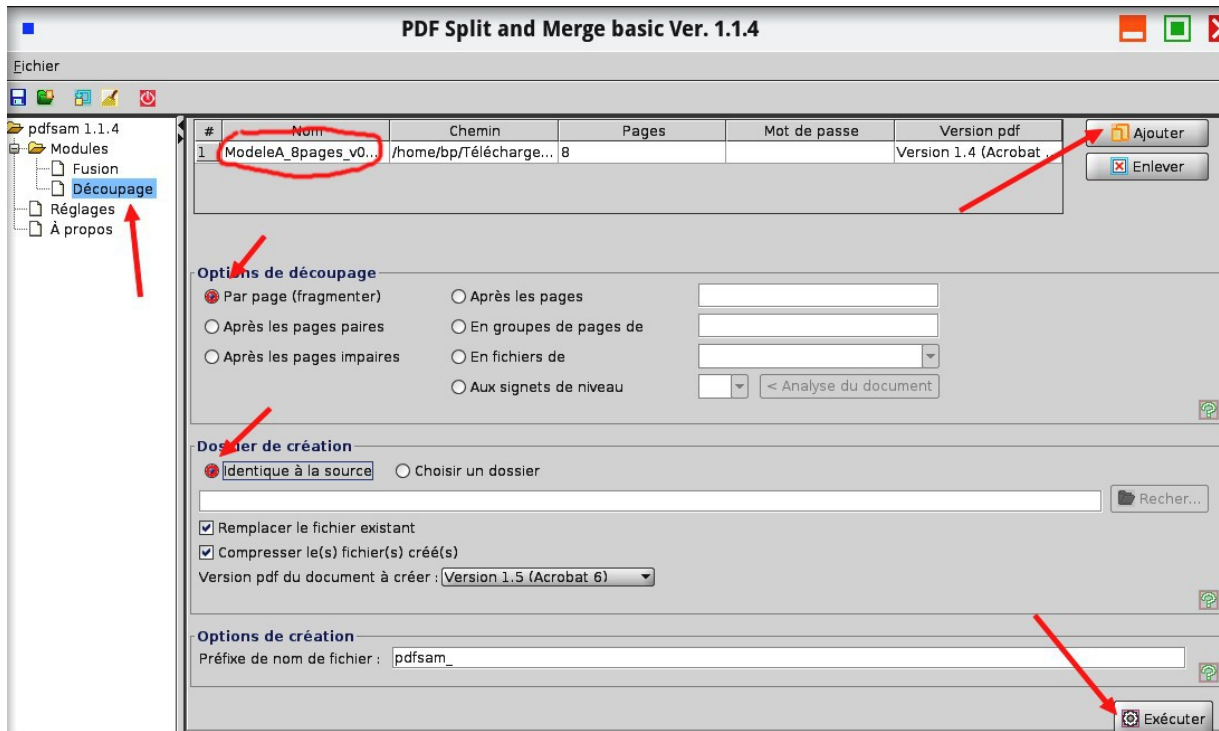 PDF Split and Merge basic Ver. 1.1.4
Fichier
pdfsam 1.1.4
Modules
Fusion
Découpage
Réglages
À propos
# Nom Chemin Pages Mot de passe Version pdf
1 ModeleA_8pages_v0... /home/bp/Télécharge... 8 Version 1.4 (Acrobat .
Ajouter
Enlever
Options de découpage
Par page (fragmenter) Après les pages
Après les pages paires En groupes de pages de
Après les pages impaires En fichiers de
Aux signets de niveau < Analyse du document
Dossier de création
Identique à la source Choisir un dossier
Recher...
Remplacer le fichier existant
Compresser le(s) fichier(s) créé(s)
Version pdf du document à créer : Version 1.5 (Acrobat 6)
Options de création
Préfixe de nom de fichier : pdfsam_
Exécuter